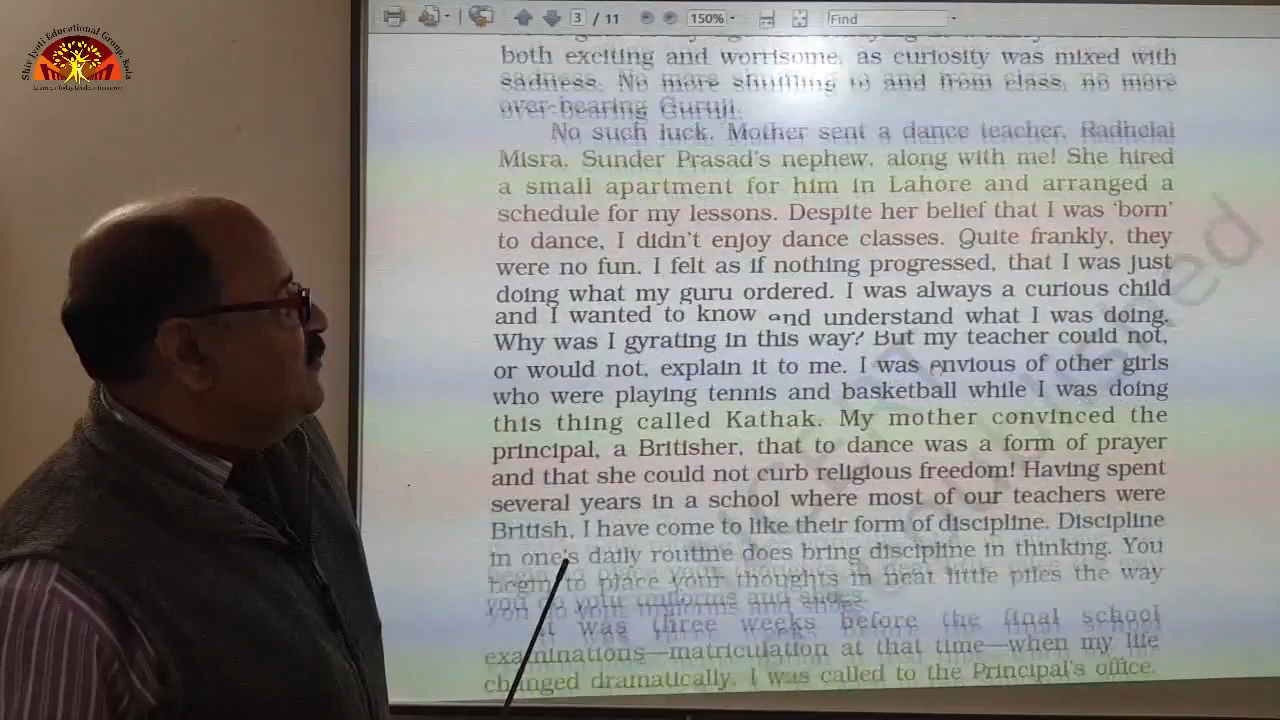 Shiv Jyoti Educational Group, Kota
3 / 11
150%
Find
both exciting and worrisome, as curiosity was mixed with
sadness. No more shuttling to and from class, no more
over-bearing Guruji.
No such luck. Mother sent a dance teacher, Radhelal
Misra, Sunder Prasad's nephew, along with me! She hired
a small apartment for him in Lahore and arranged a
schedule for my lessons. Despite her belief that I was 'born'
to dance, I didn't enjoy dance classes. Quite frankly, they
were no fun. I felt as if nothing progressed, that I was just
doing what my guru ordered. I was always a curious child
and I wanted to know and understand what I was doing.
Why was I gyrating in this way? But my teacher could not,
or would not, explain it to me. I was envious of other girls
who were playing tennis and basketball while I was doing
this thing called Kathak. My mother convinced the
principal, a Britisher, that to dance was a form of prayer
and that she could not curb religious freedom! Having spent
several years in a school where most of our teachers were
British, I have come to like their form of discipline. Discipline
in one's daily routine does bring discipline in thinking. You
begin to place your thoughts in neat little piles the way
you do your uniforms and shoes.
It was three weeks before the final school
examinations—matriculation at that time—when my life
changed dramatically. I was called to the Principal's office.